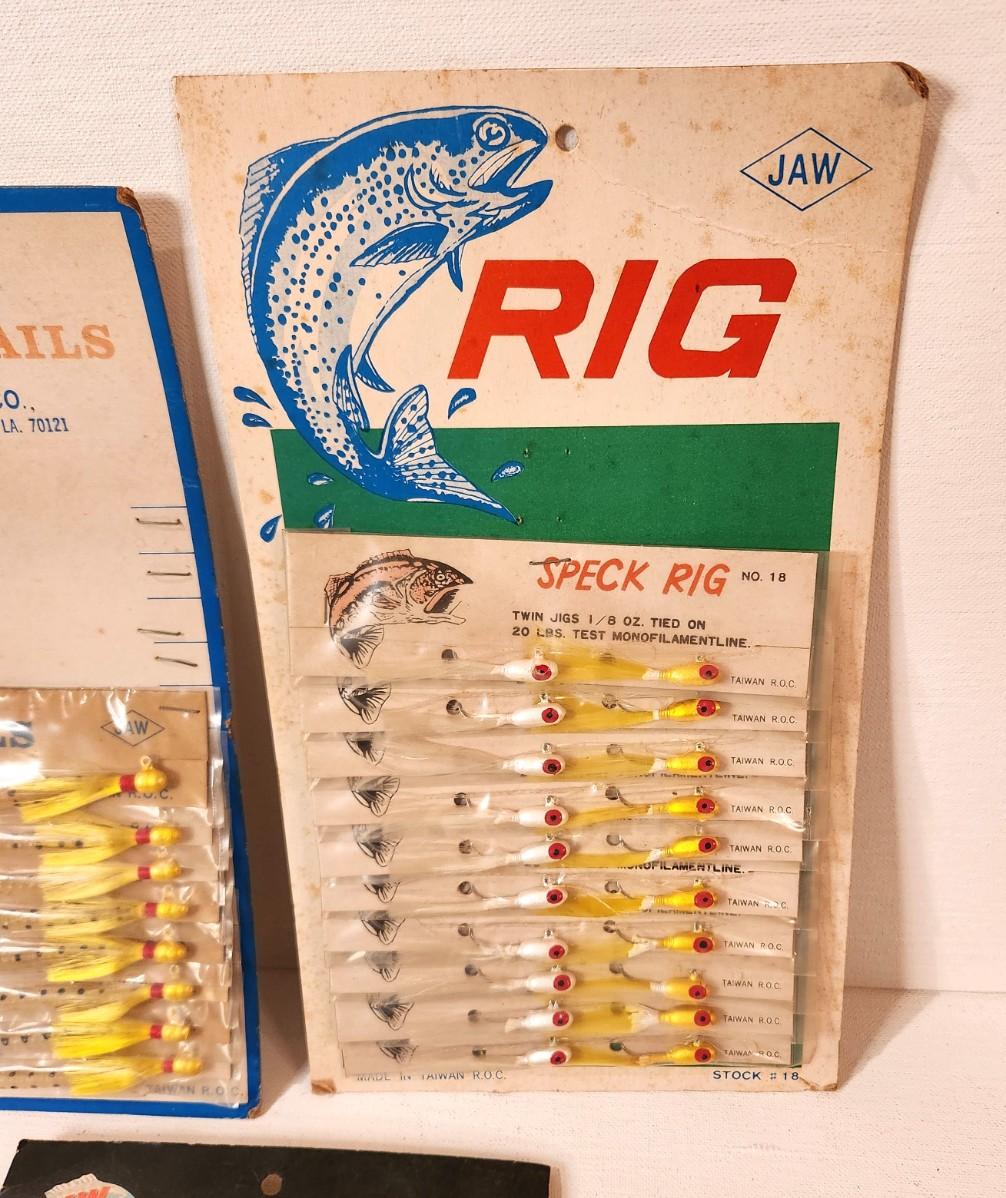 JAW
RIG
SPECK RIG NO. 18
TWIN JIGS 1/8 OZ. TIED ON
20 LBS. TEST MONOFILAMENTLINE.
TAIWAN R.O.C.
TAIWAN R.O.C.
TAIWAN R.O.C.
TAIWAN R.O.C.
TAIWAN R.O.C.
MONOFILAMENTLINE.
TAIWAN R.O.C.
TAIWAN R.O.C.
TAIWAN R.O.C.
TAIWAN R.O.C.
TAIWAN R.O.C.
MADE IN TAIWAN R.O.C. STOCK #18
AILS
CO.,
LA. 70121
JAW
R.O.C.
TAIWAN R.O.C.